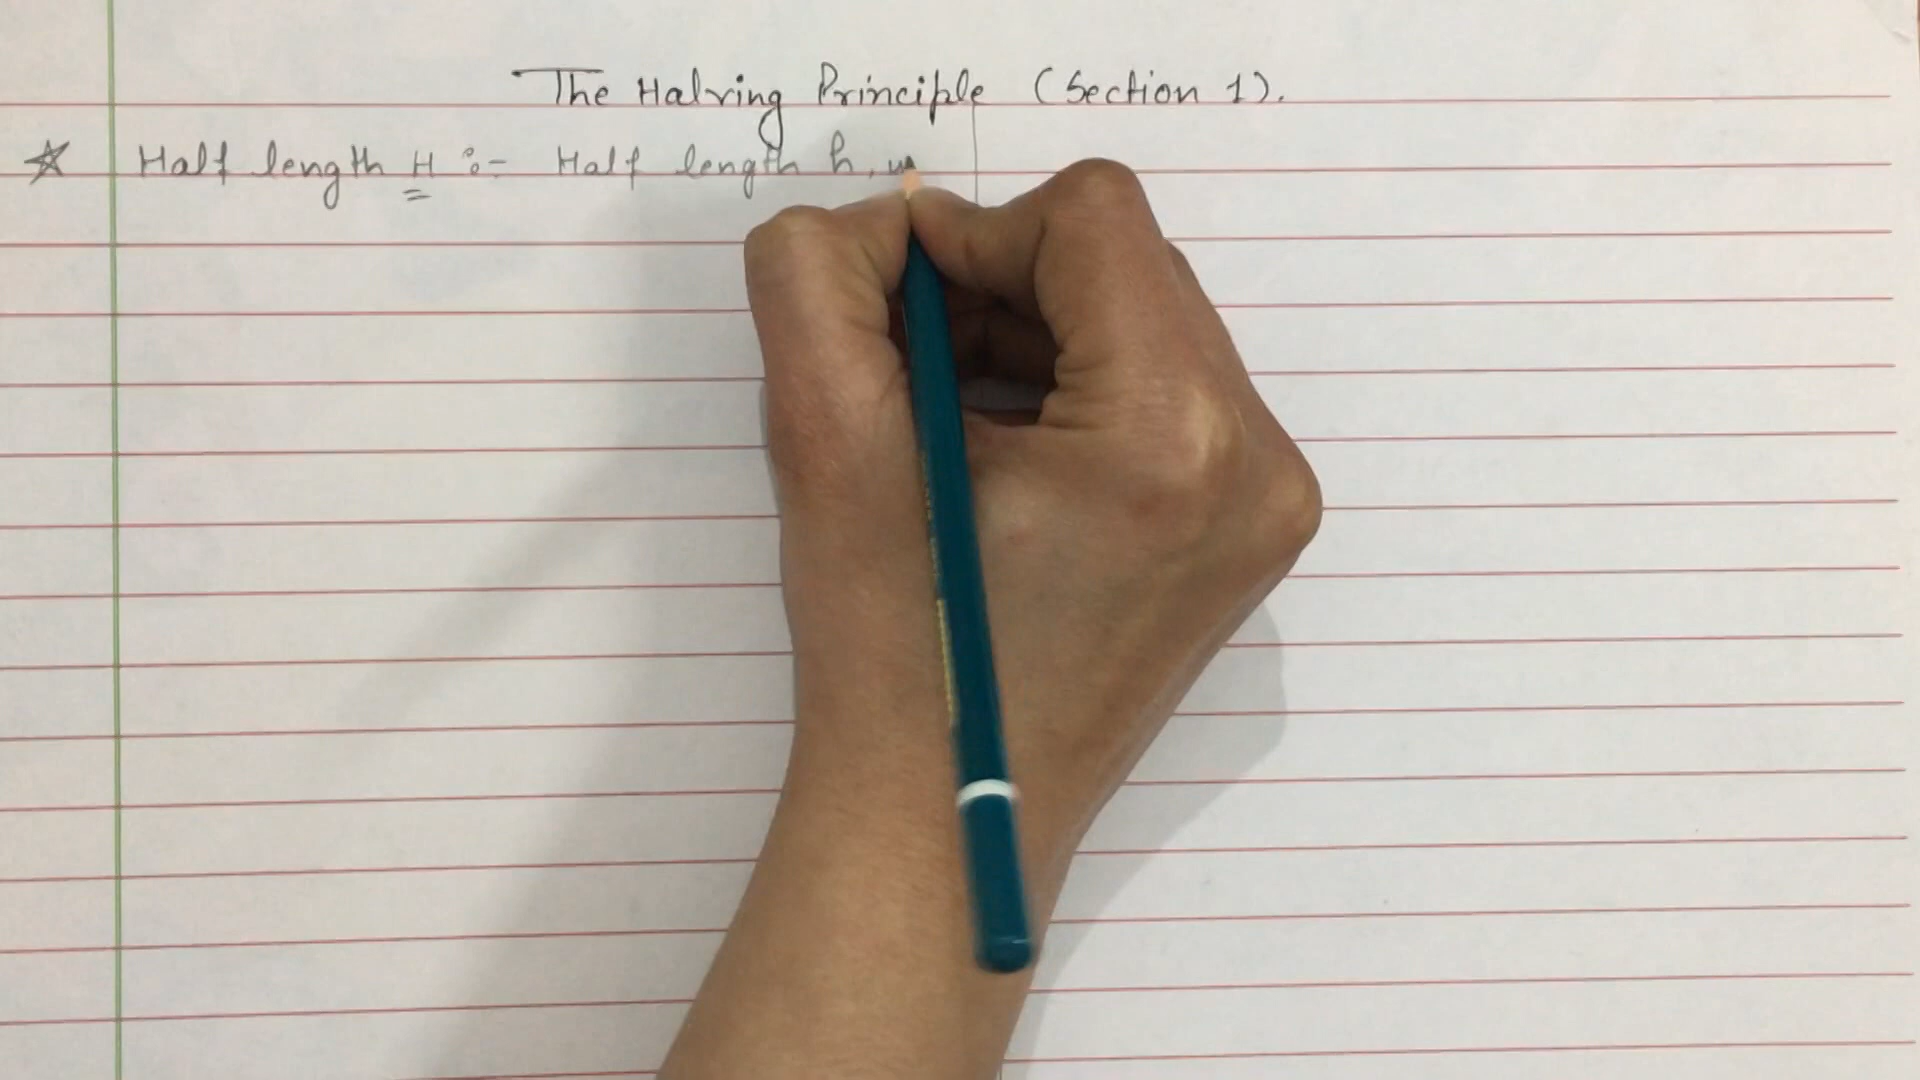 The Halving Principle (Section 1).
☆ Half length H :- Half length h,